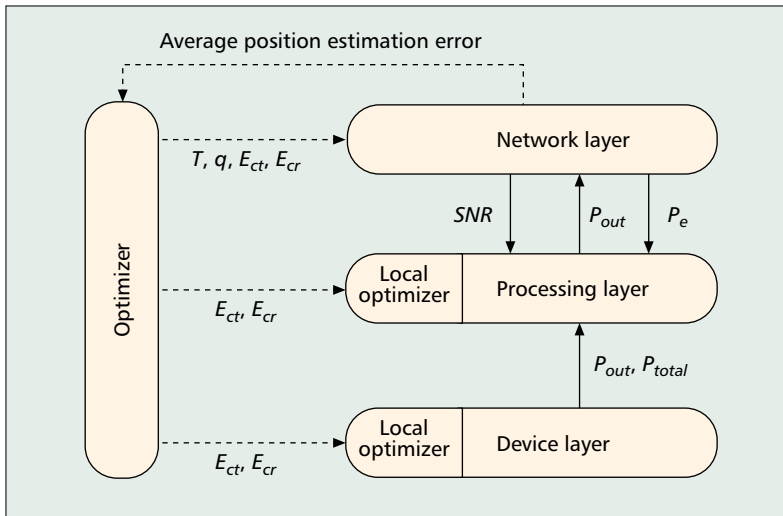 Average position estimation error
Network layer
T, q, E_ct, E_cr
SNR
P_out
P_e
Optimizer
Local
optimizer
Processing layer
E_ct, E_cr
P_out, P_total
Local
optimizer
Device layer
E_ct, E_cr